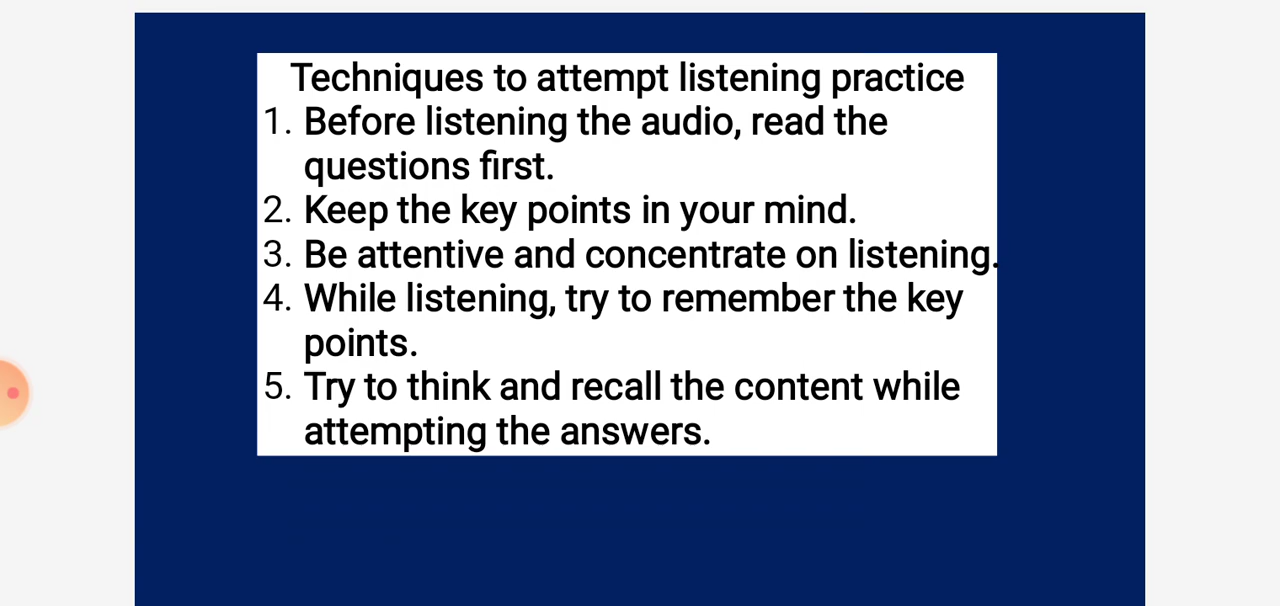 Techniques to attempt listening practice
1. Before listening the audio, read the
questions first.
2. Keep the key points in your mind.
3. Be attentive and concentrate on listening.
4. While listening, try to remember the key
points.
5. Try to think and recall the content while
attempting the answers.